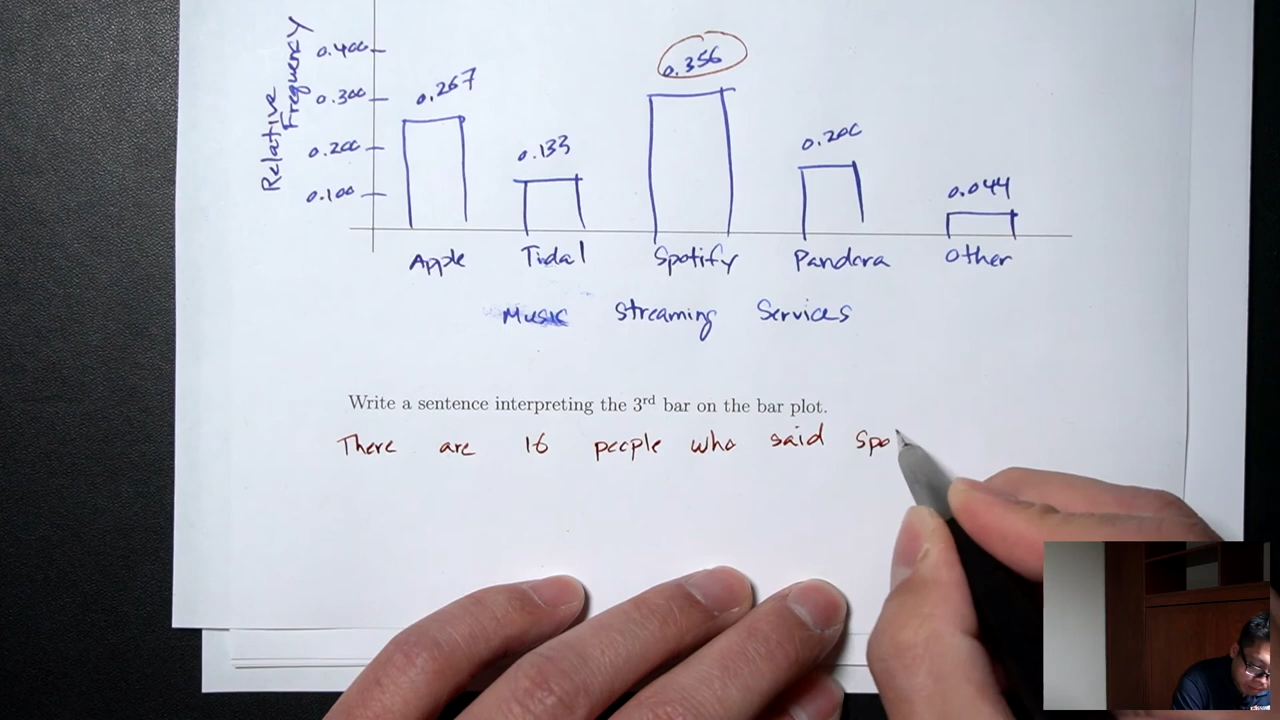 Relative
Frequency
0.400
0.300
0.200
0.100
0.267
0.133
0.356
0.200
0.044
Apple Tidal Spotify Pandora Other
Music Streaming Services
Write a sentence interpreting the 3rd bar on the bar plot.
There are 16 people who said Spo